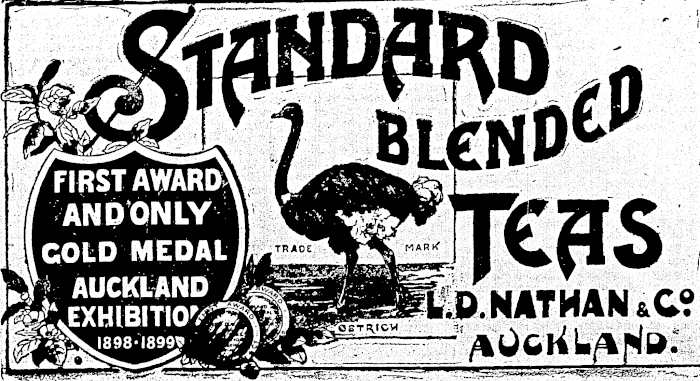 STANDARD
BLENDED
TEAS
FIRST AWARD
AND ONLY
GOLD MEDAL
AUCKLAND
EXHIBITION
1898-1899
TRADE MARK
OSTRICH
L.D. NATHAN & Co.
AUCKLAND.